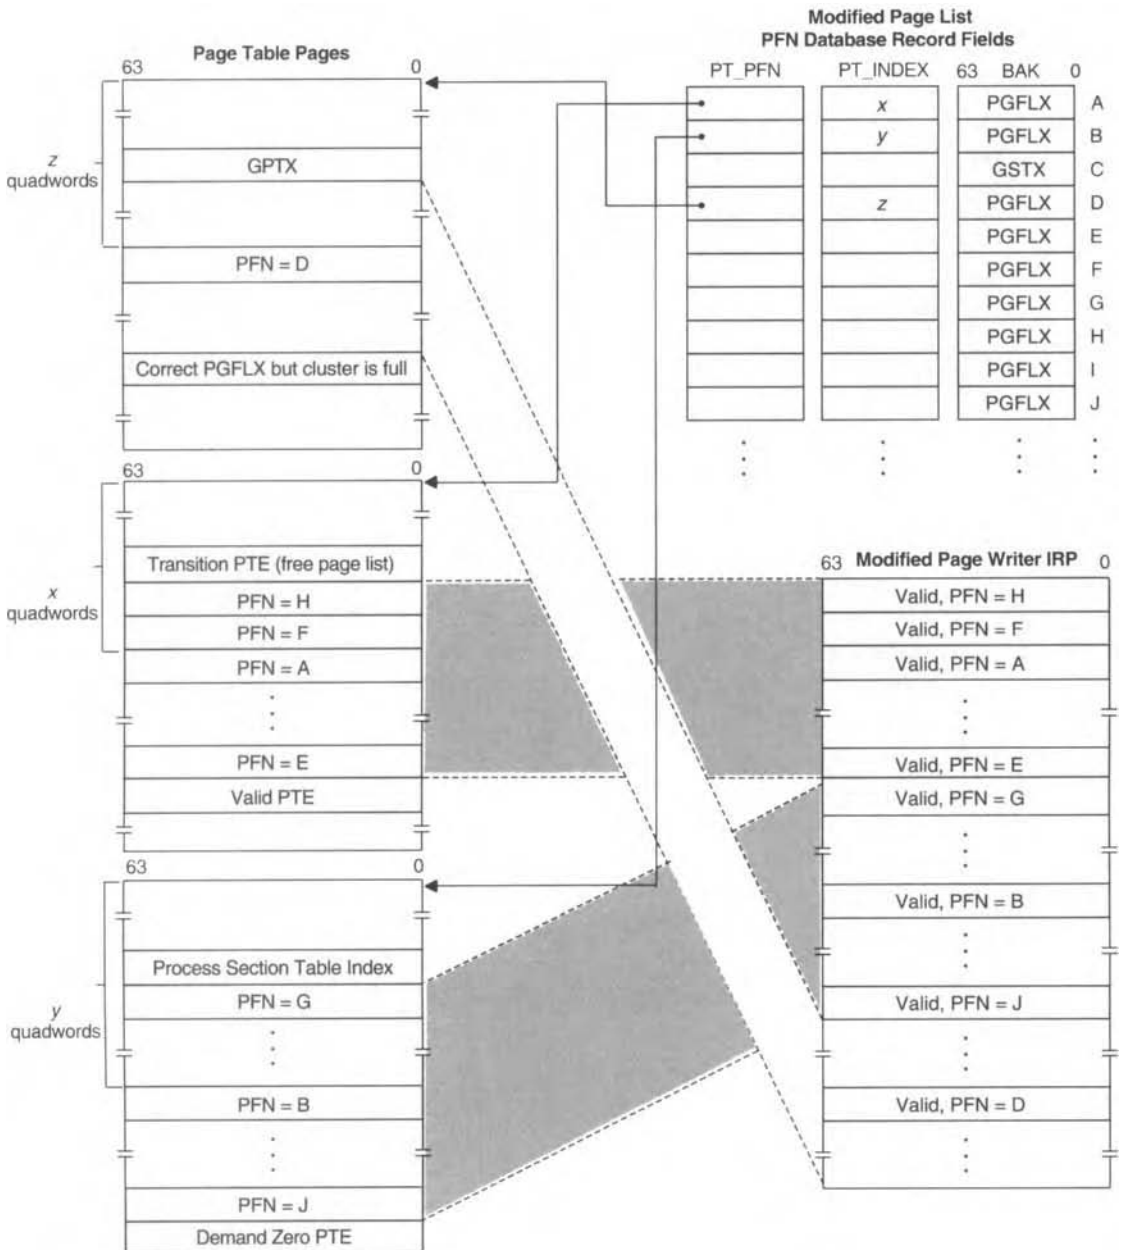 Modified Page List
PFN Database Record Fields
PT_PFN PT_INDEX 63 BAK 0
x PGFLX A
y PGFLX B
GSTX C
z PGFLX D
PGFLX E
PGFLX F
PGFLX G
PGFLX H
PGFLX I
PGFLX J
Page Table Pages
63 0
z
quadwords
GPTX
PFN = D
Correct PGFLX but cluster is full
63 0
x
quadwords
Transition PTE (free page list)
PFN = H
PFN = F
PFN = A
PFN = E
Valid PTE
63 0
y
quadwords
Process Section Table Index
PFN = G
PFN = B
PFN = J
Demand Zero PTE
63 Modified Page Writer IRP 0
Valid, PFN = H
Valid, PFN = F
Valid, PFN = A
Valid, PFN = E
Valid, PFN = G
Valid, PFN = B
Valid, PFN = J
Valid, PFN = D